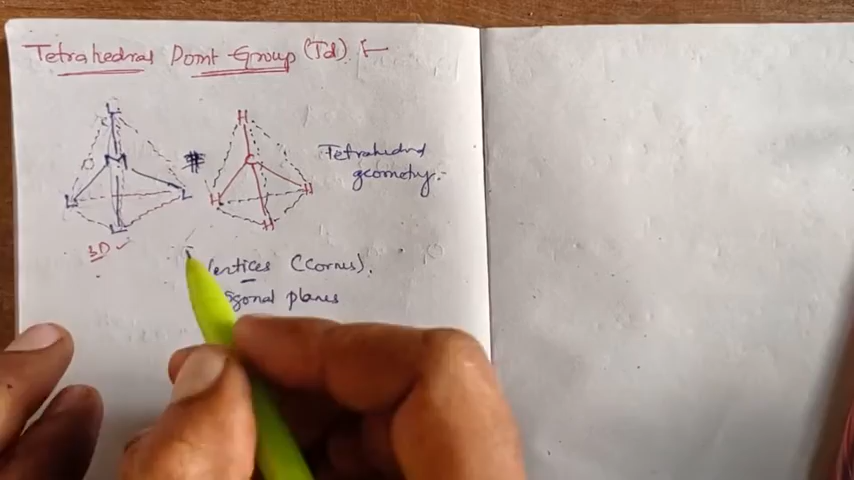 Tetrahedral Point Group (Td) :-
L
H
M
C
Tetrahedral geometry:-
L L
H H
L
H
3D ✓
Vertices (Corners).
planes